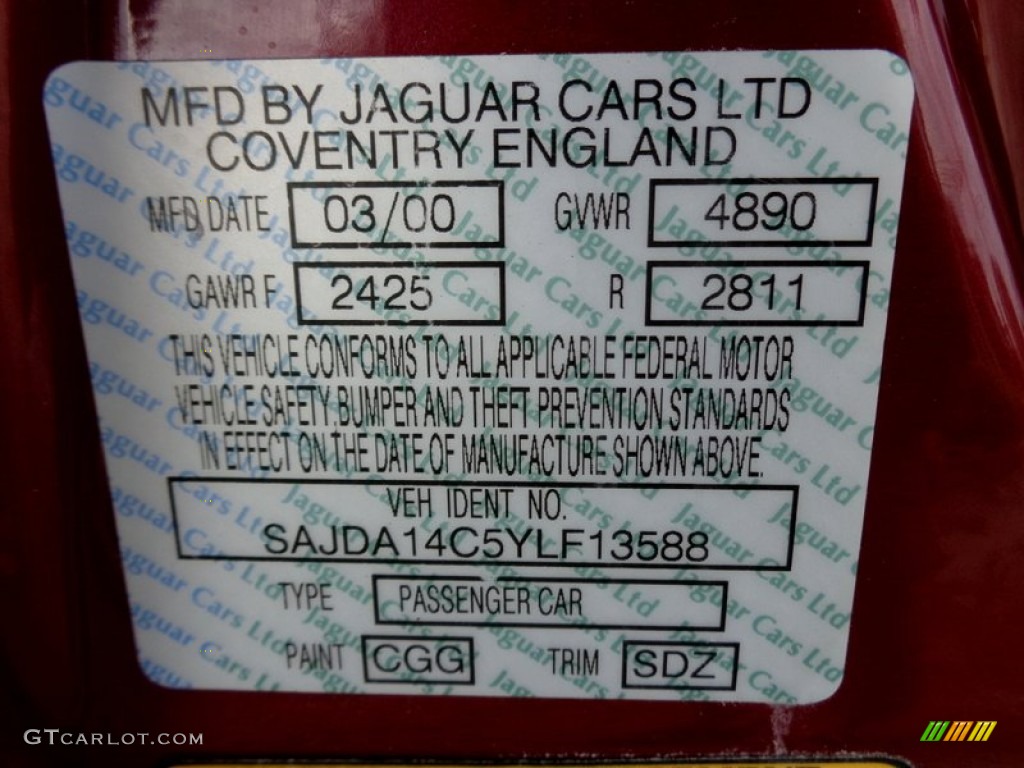 MFD BY JAGUAR CARS LTD
COVENTRY ENGLAND
MFD DATE 03/00 GVWR 4890
GAWR F 2425 R 2811
THIS VEHICLE CONFORMS TO ALL APPLICABLE FEDERAL MOTOR
VEHICLE SAFETY, BUMPER AND THEFT PREVENTION STANDARDS
IN EFFECT ON THE DATE OF MANUFACTURE SHOWN ABOVE.
VEH IDENT NO.
SAJDA14C5YLF13588
TYPE PASSENGER CAR
PAINT CGG TRIM SDZ
GTCARLOT.COM